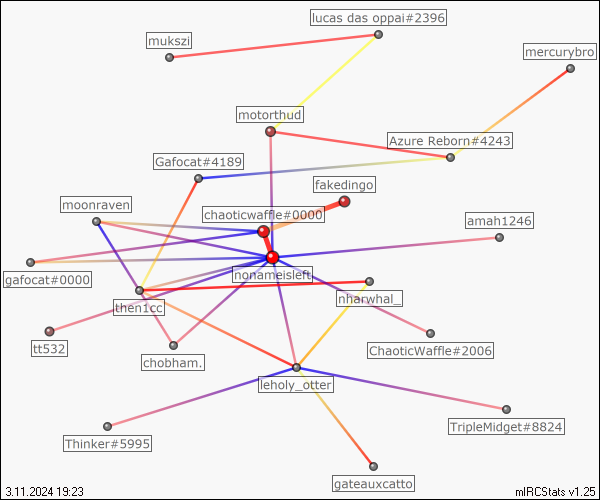 lucas das oppai#2396
mukszi
mercurybro
motorthud
Azure Reborn#4243
Gafocat#4189
fakedingo
moonraven
chaoticwaffle#0000
amah1246
gafocat#0000
nonameisleft
nharwhal_
then1cc
tt532
chobham.
ChaoticWaffle#2006
leholy_otter
TripleMidget#8824
Thinker#5995
gateauxcatto
3.11.2024 19:23
mIRCStats v1.25